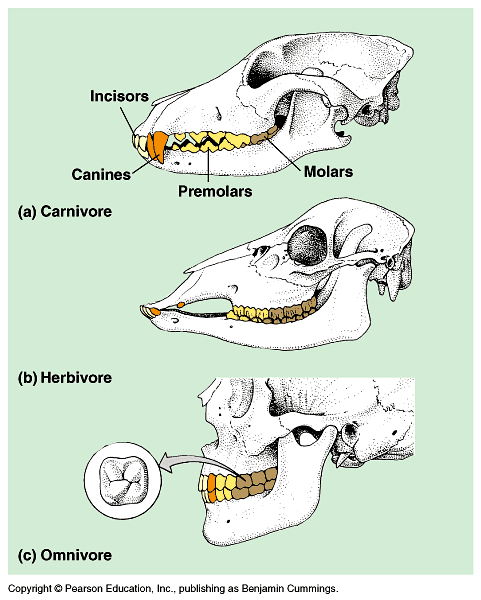 Incisors
Canines
Premolars
Molars
(a) Carnivore
(b) Herbivore
(c) Omnivore
Copyright © Pearson Education, Inc., publishing as Benjamin Cummings.